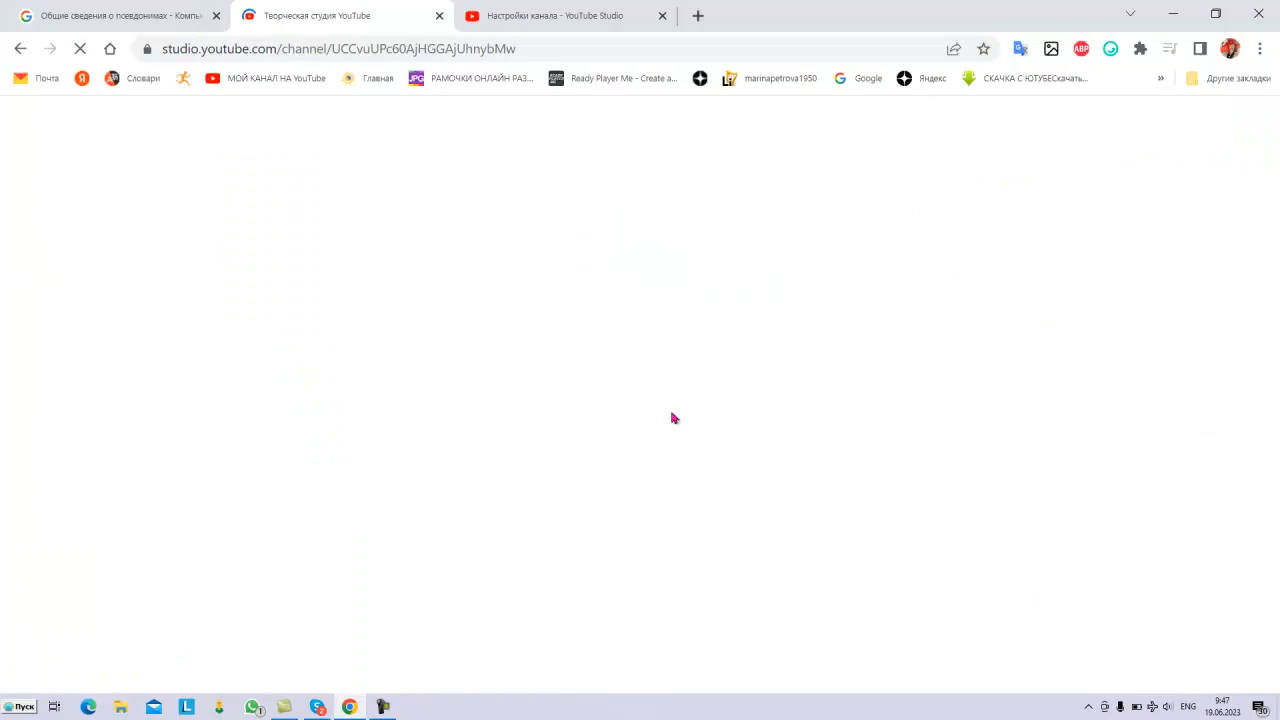 Общие сведения о псевдонимах - Компь
Творческая студия YouTube
Настройки канала - YouTube Studio
studio.youtube.com/channel/UCCvuUPc60AjHGGAjUhnybMw
ABP
Почта
Словари
МОЙ КАНАЛ НА YouTube
Главная
JPG РАМОЧКИ ОНЛАЙН РАЗ...
Ready Player Me - Create a...
marinapetrova1950
Google
Яндекс
СКАЧКА С ЮТУБЕСкачать...
»
Другие закладки
Пуск
ENG
9:47
19.06.2023